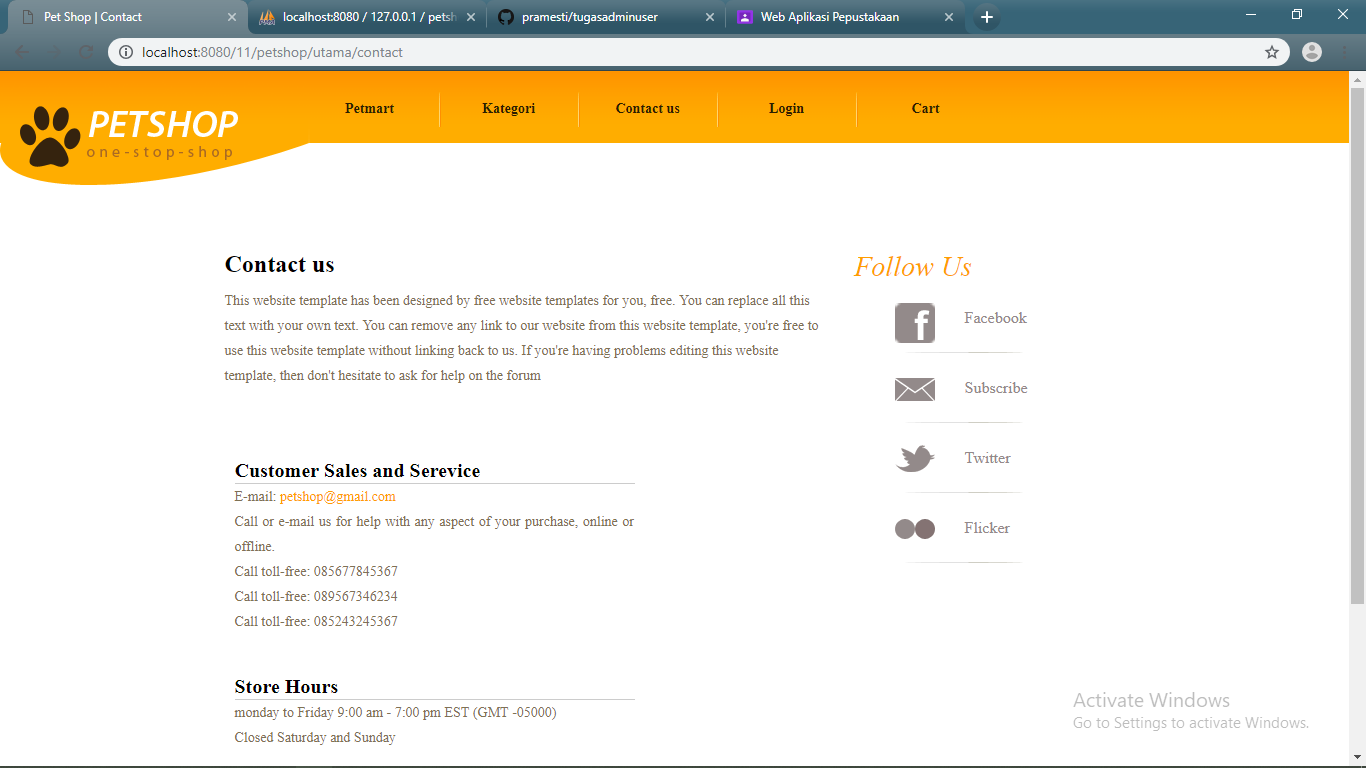 Pet Shop | Contact
localhost:8080 / 127.0.0.1 / petsh
pramesti/tugasadminuser
Web Aplikasi Pepustakaan
localhost:8080/11/petshop/utama/contact
PETSHOP
one-stop-shop
Petmart
Kategori
Contact us
Login
Cart
Contact us
This website template has been designed by free website templates for you, free. You can replace all this
text with your own text. You can remove any link to our website from this website template, you're free to
use this website template without linking back to us. If you're having problems editing this website
template, then don't hesitate to ask for help on the forum
Customer Sales and Serevice
E-mail: petshop@gmail.com
Call or e-mail us for help with any aspect of your purchase, online or
offline.
Call toll-free: 085677845367
Call toll-free: 089567346234
Call toll-free: 085243245367
Store Hours
monday to Friday 9:00 am - 7:00 pm EST (GMT -05000)
Closed Saturday and Sunday
Follow Us
Facebook
Subscribe
Twitter
Flicker
Activate Windows
Go to Settings to activate Windows.